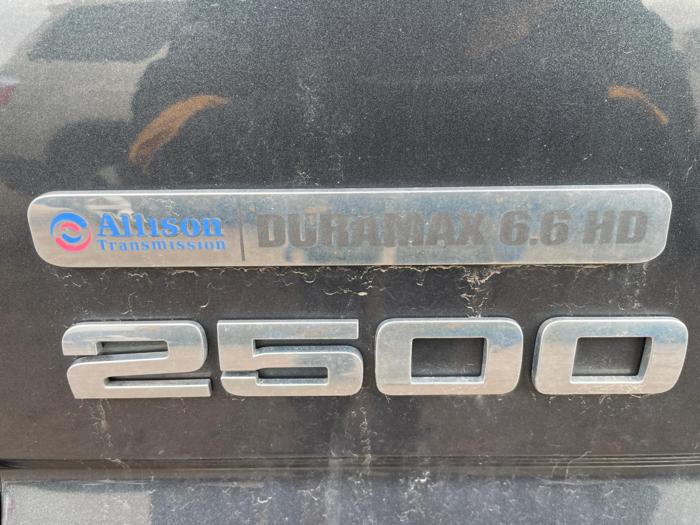 Allison
Transmission
DURAMAX 6.6 HD
2500